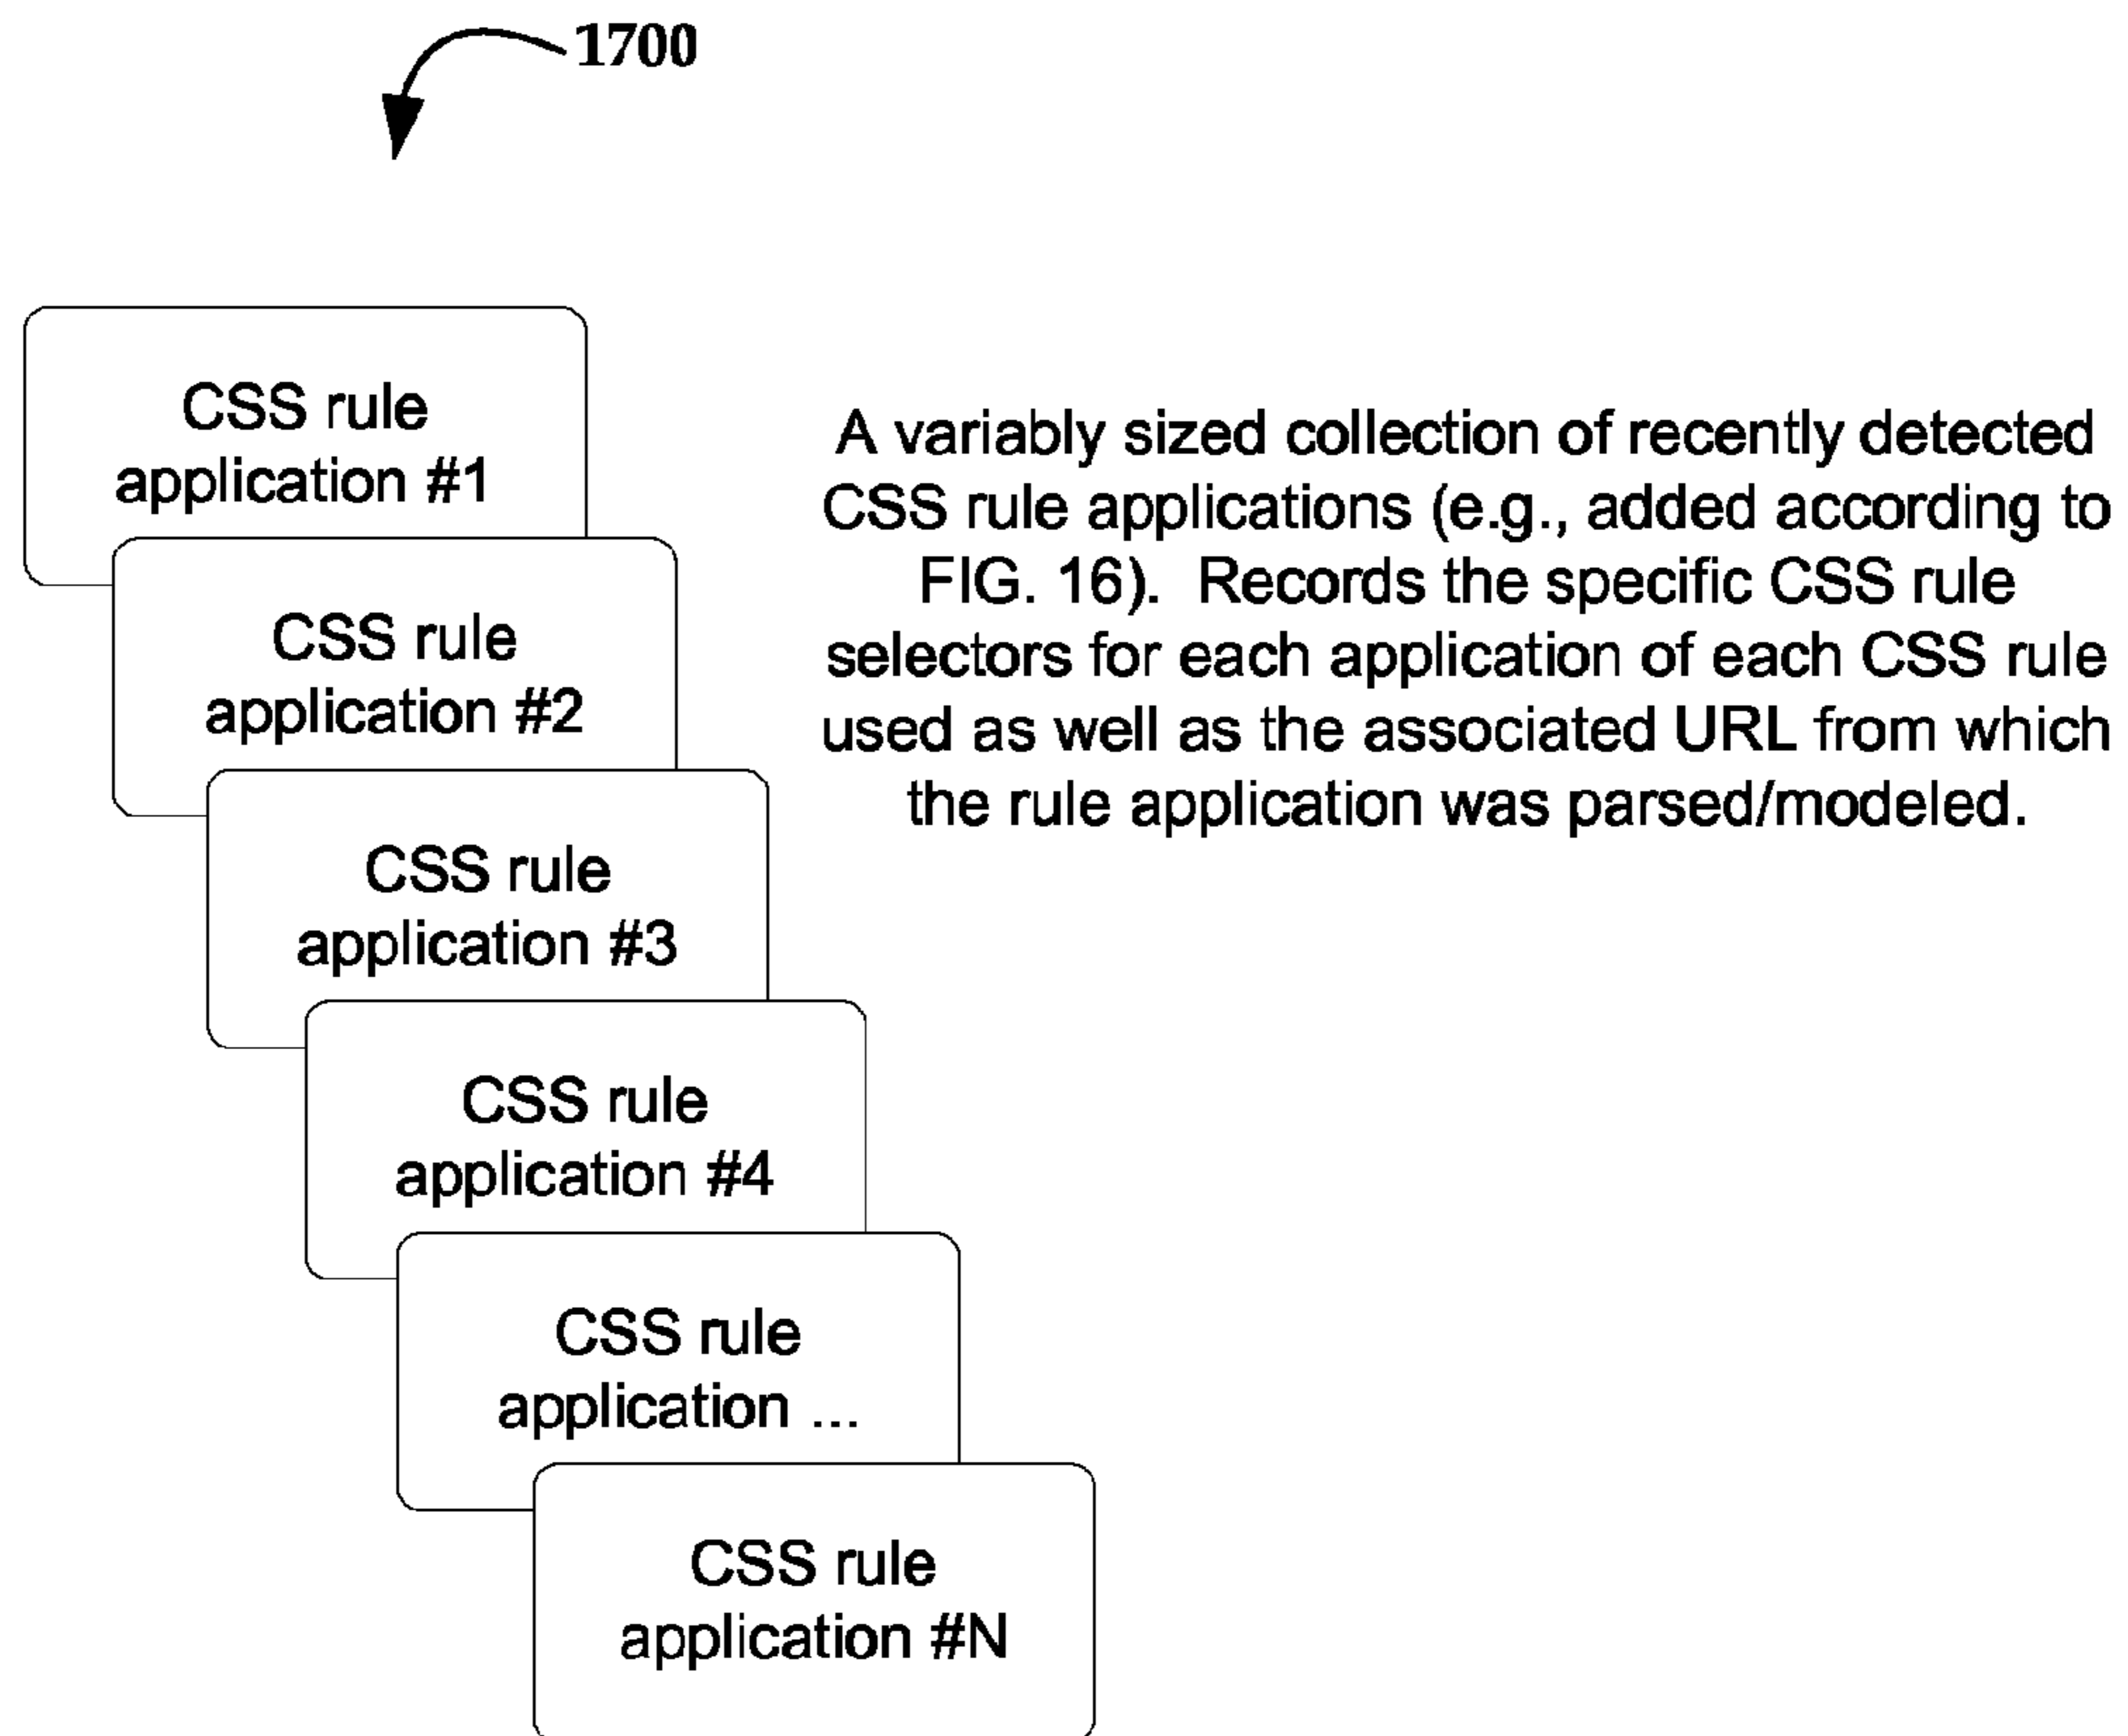 1700
CSS rule
application #1
CSS rule
application #2
CSS rule
application #3
CSS rule
application #4
CSS rule
application ...
CSS rule
application #N
A variably sized collection of recently detected
CSS rule applications (e.g., added according to
FIG. 16).  Records the specific CSS rule
selectors for each application of each CSS rule
used as well as the associated URL from which
the rule application was parsed/modeled.